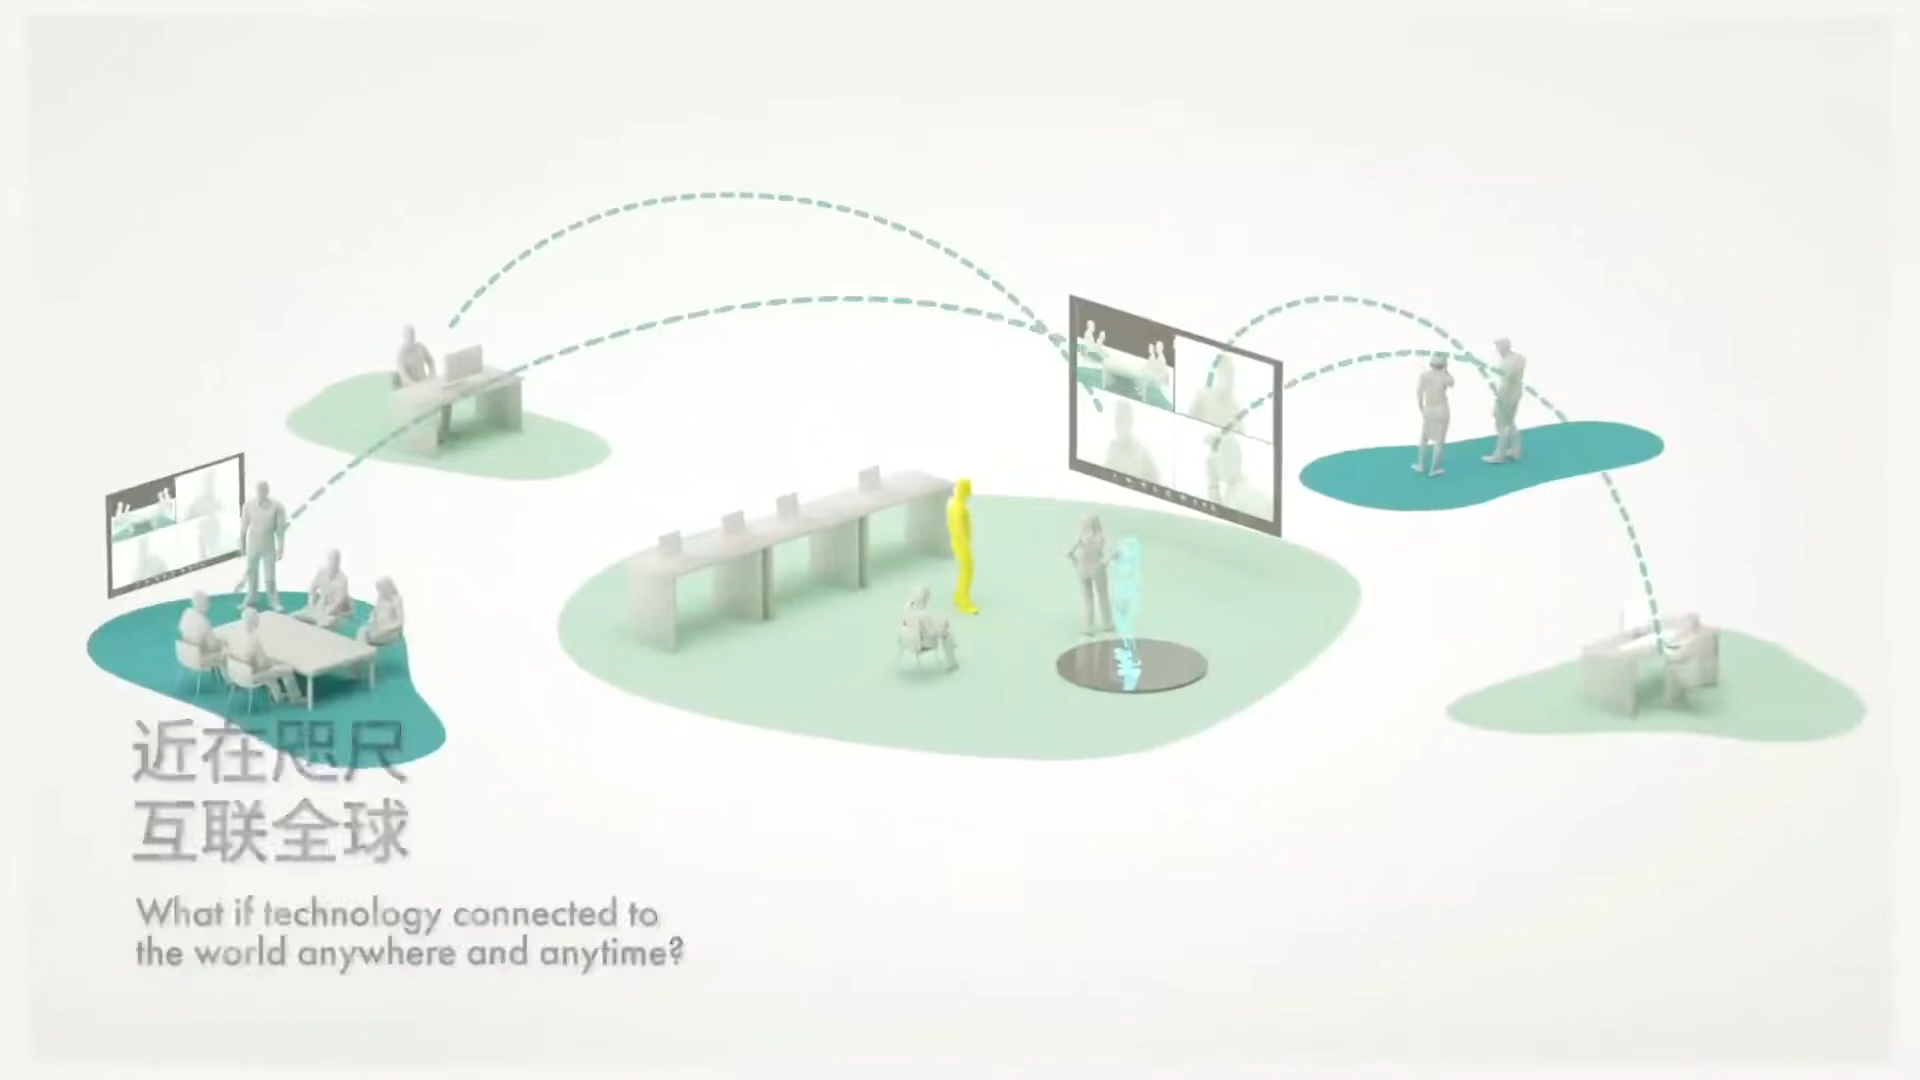 近在咫尺
互联全球
What if technology connected to
the world anywhere and anytime?